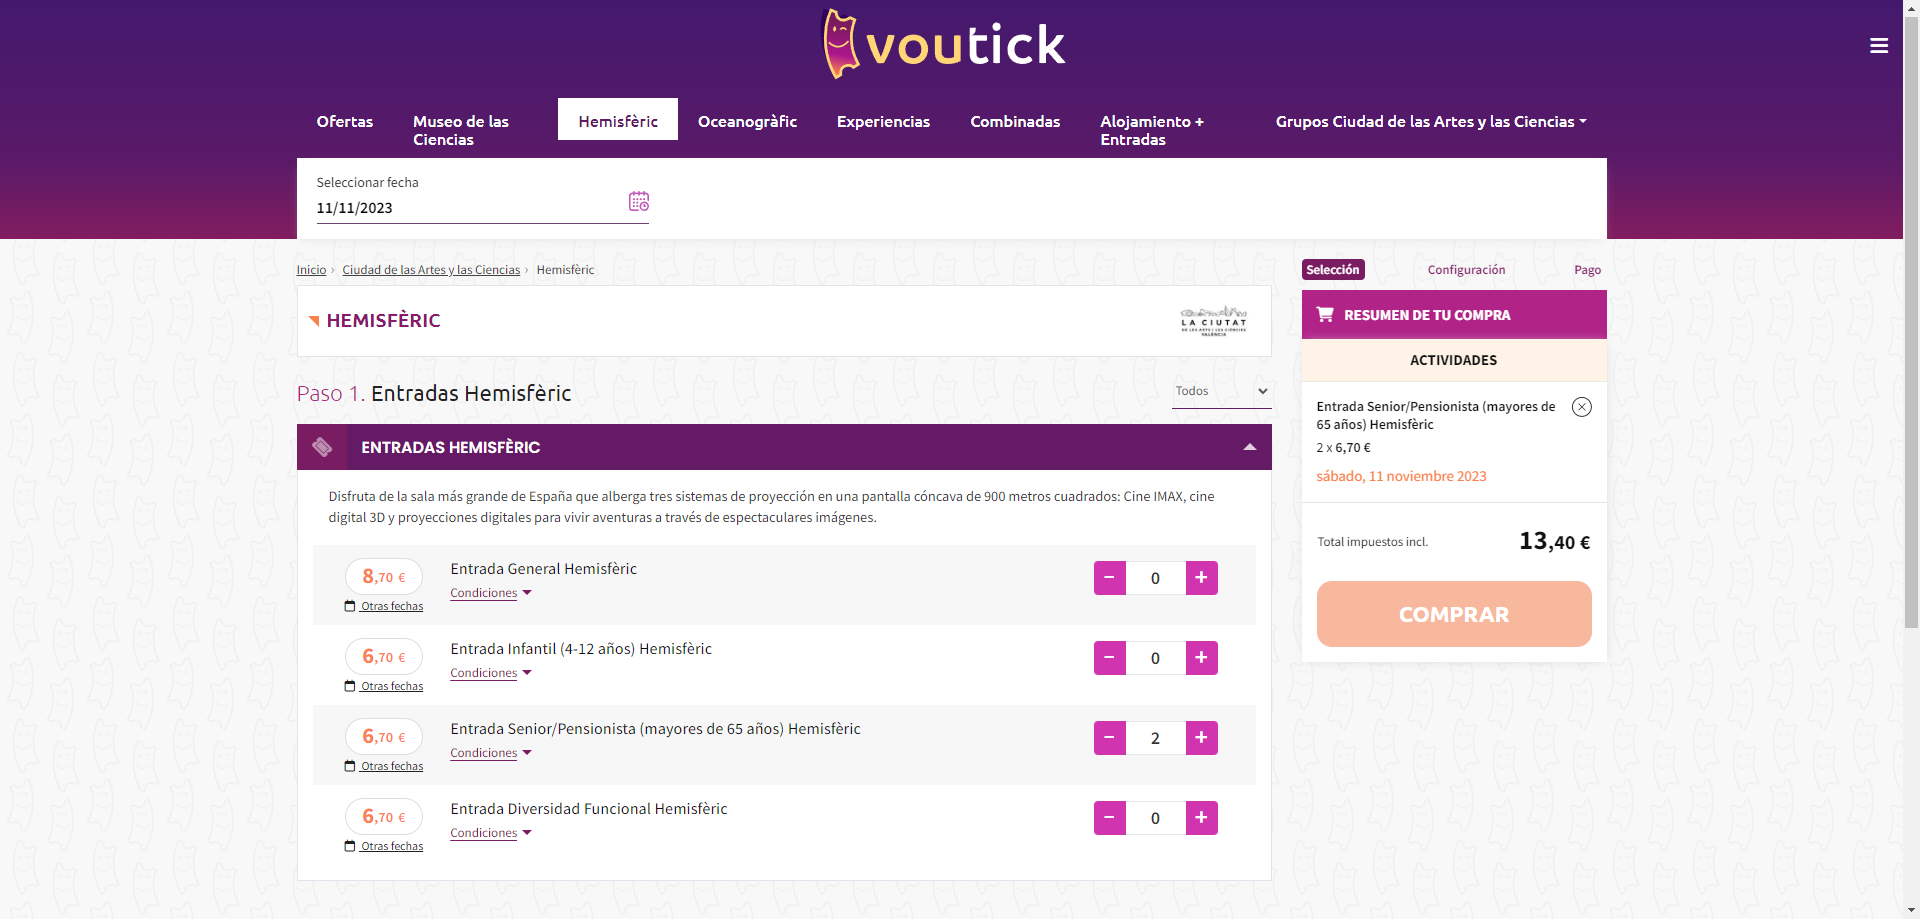 voutick
Ofertas
Museo de las
Ciencias
Hemisfèric
Oceanogràfic
Experiencias
Combinadas
Alojamiento +
Entradas
Grupos Ciudad de las Artes y las Ciencias
Seleccionar fecha
11/11/2023
Inicio › Ciudad de las Artes y las Ciencias › Hemisfèric
HEMISFÈRIC
LA CIUTAT
DE LES ARTS I LES CIÈNCIES
VALÈNCIA
Paso 1. Entradas Hemisfèric
Todos
ENTRADAS HEMISFÈRIC
Disfruta de la sala más grande de España que alberga tres sistemas de proyección en una pantalla cóncava de 900 metros cuadrados: Cine IMAX, cine
digital 3D y proyecciones digitales para vivir aventuras a través de espectaculares imágenes.
8,70 €
Otras fechas
Entrada General Hemisfèric
Condiciones
− 0 +
6,70 €
Otras fechas
Entrada Infantil (4-12 años) Hemisfèric
Condiciones
− 0 +
6,70 €
Otras fechas
Entrada Senior/Pensionista (mayores de 65 años) Hemisfèric
Condiciones
− 2 +
6,70 €
Otras fechas
Entrada Diversidad Funcional Hemisfèric
Condiciones
− 0 +
Selección
Configuración
Pago
RESUMEN DE TU COMPRA
ACTIVIDADES
Entrada Senior/Pensionista (mayores de
65 años) Hemisfèric
2 x 6,70 €
sábado, 11 noviembre 2023
Total impuestos incl.
13,40 €
COMPRAR